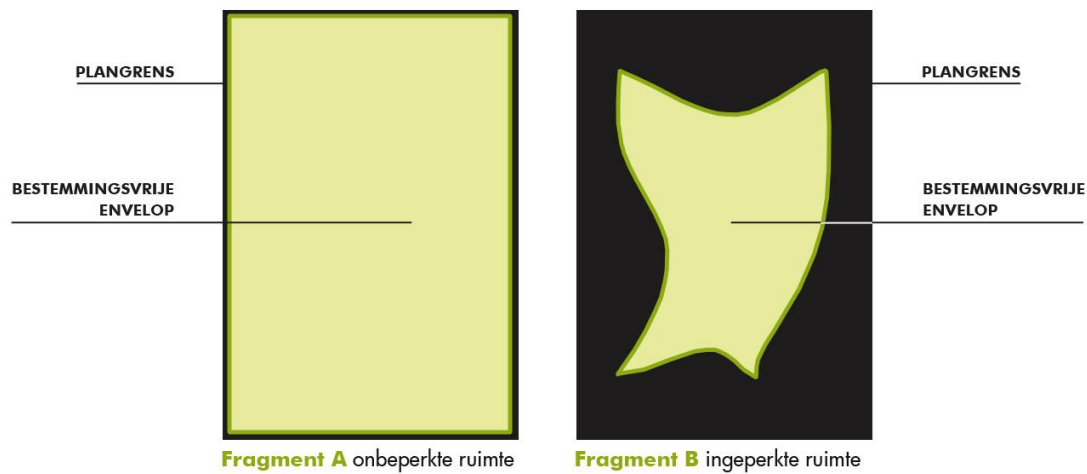 PLANGRENS
BESTEMMINGSVRIJE
ENVELOP
PLANGRENS
BESTEMMINGSVRIJE
ENVELOP
Fragment A onbeperkte ruimte
Fragment B ingeperkte ruimte